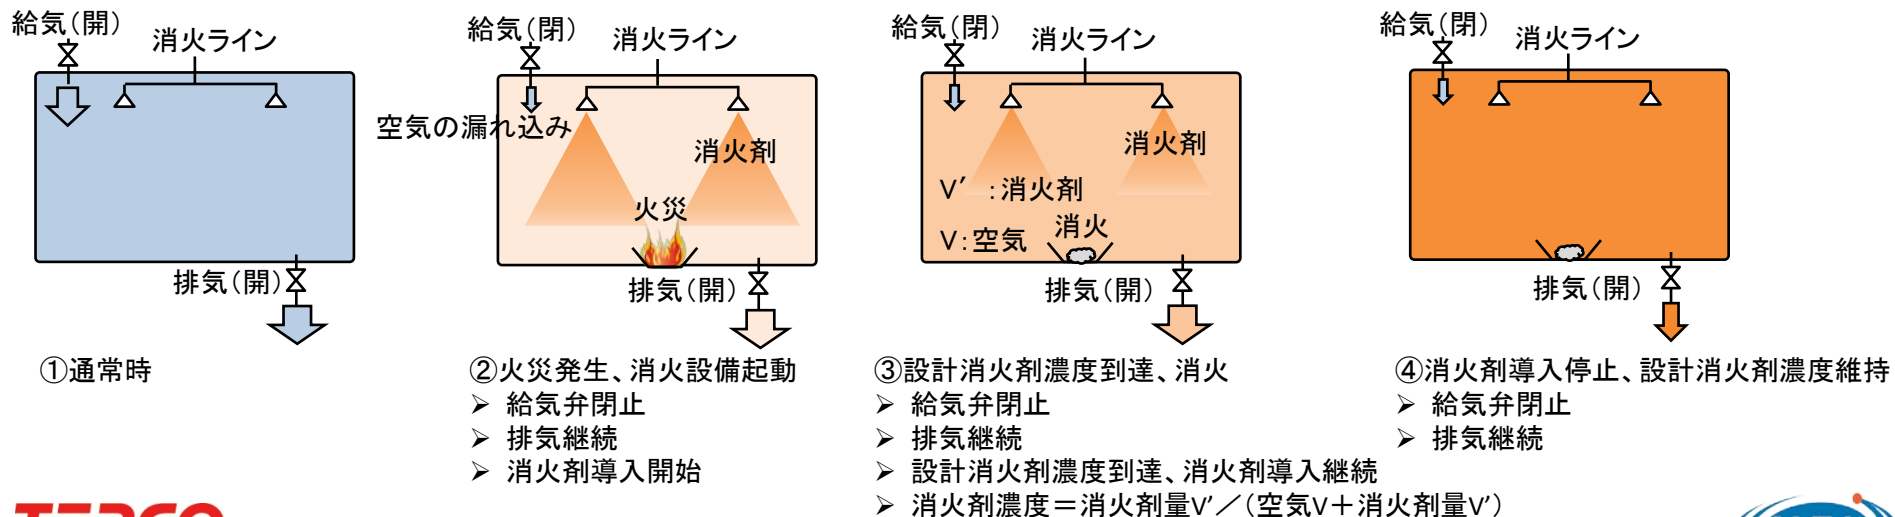 給気(開)
消火ライン
排気(開)
①通常時
給気(閉)
消火ライン
空気の漏れ込み
消火剤
火災
排気(開)
②火災発生、消火設備起動
➢ 給気弁閉止
➢ 排気継続
➢ 消火剤導入開始
給気(閉)
消火ライン
消火剤
V′ :消火剤
消火
V:空気
排気(開)
③設計消火剤濃度到達、消火
➢ 給気弁閉止
➢ 排気継続
➢ 設計消火剤濃度到達、消火剤導入継続
➢ 消火剤濃度=消火剤量V'/(空気V+消火剤量V')
給気(閉)
消火ライン
排気(開)
④消火剤導入停止、設計消火剤濃度維持
➢ 給気弁閉止
➢ 排気継続